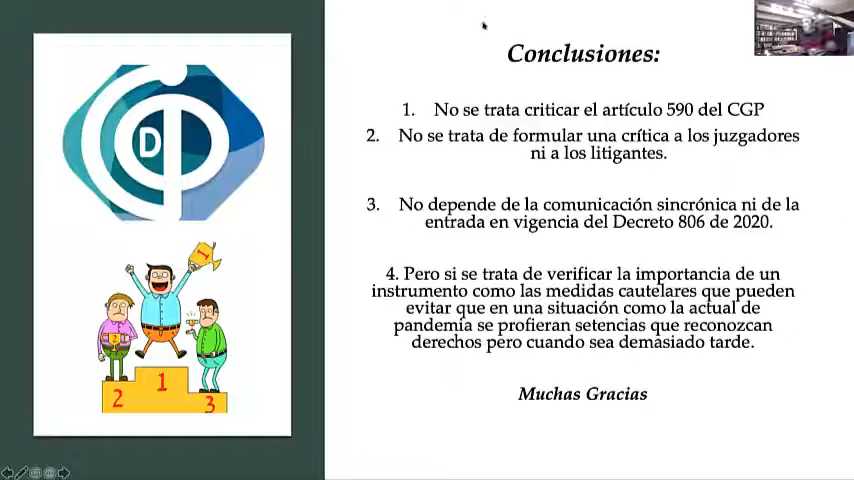 Conclusiones:
1. No se trata criticar el artículo 590 del CGP
2. No se trata de formular una crítica a los juzgadores
ni a los litigantes.
3. No depende de la comunicación sincrónica ni de la
entrada en vigencia del Decreto 806 de 2020.
4. Pero si se trata de verificar la importancia de un
instrumento como las medidas cautelares que pueden
evitar que en una situación como la actual de
pandemia se profieran setencias que reconozcan
derechos pero cuando sea demasiado tarde.
Muchas Gracias
D
1
2
2
1
3